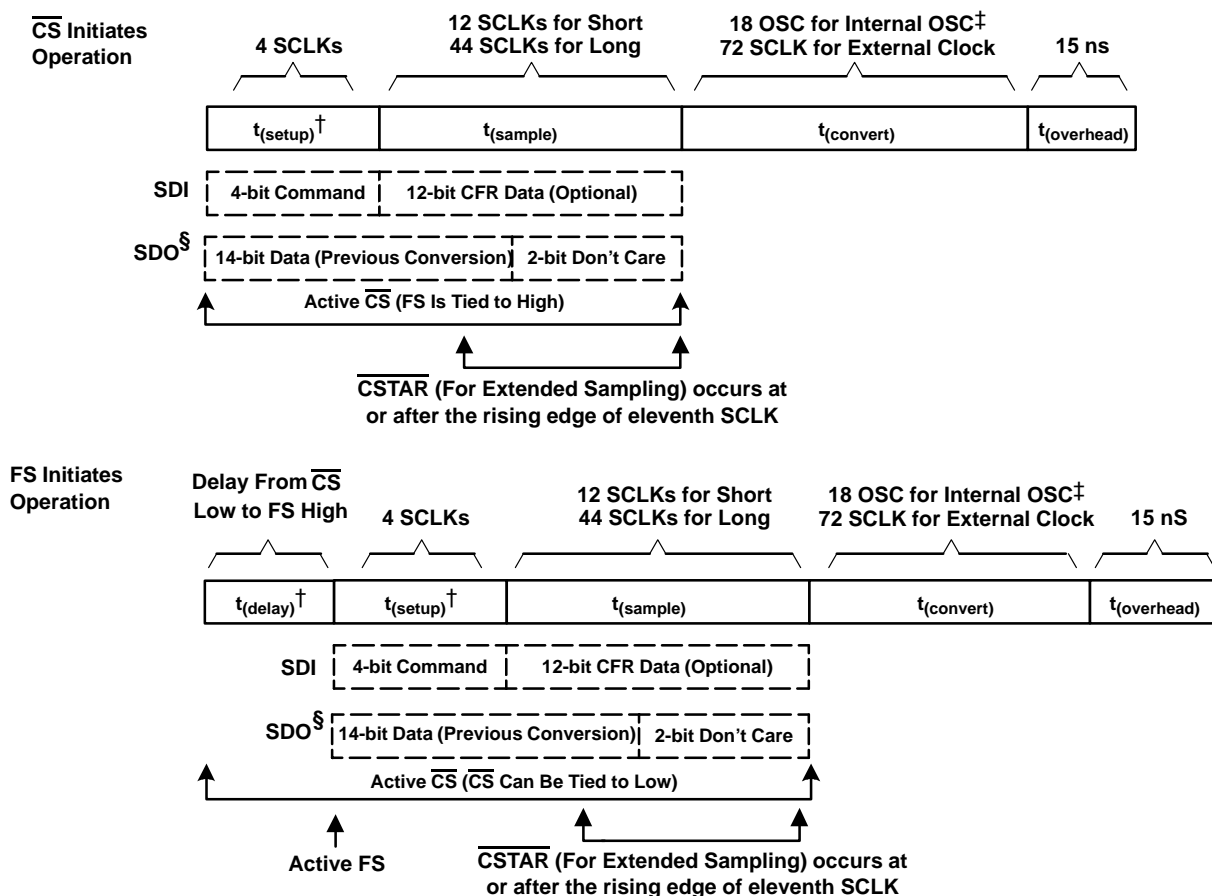 CS Initiates
Operation
4 SCLKs
12 SCLKs for Short
44 SCLKs for Long
18 OSC for Internal OSC‡
72 SCLK for External Clock
15 ns
t(setup)†
t(sample)
t(convert)
t(overhead)
SDI
4-bit Command
12-bit CFR Data (Optional)
SDO§
14-bit Data (Previous Conversion)
2-bit Don't Care
Active CS (FS Is Tied to High)
CSTAR (For Extended Sampling) occurs at
or after the rising edge of eleventh SCLK
FS Initiates
Operation
Delay From CS
Low to FS High
4 SCLKs
12 SCLKs for Short
44 SCLKs for Long
18 OSC for Internal OSC‡
72 SCLK for External Clock
15 nS
t(delay)†
t(setup)†
t(sample)
t(convert)
t(overhead)
SDI
4-bit Command
12-bit CFR Data (Optional)
SDO§
14-bit Data (Previous Conversion)
2-bit Don't Care
Active CS (CS Can Be Tied to Low)
Active FS
CSTAR (For Extended Sampling) occurs at
or after the rising edge of eleventh SCLK